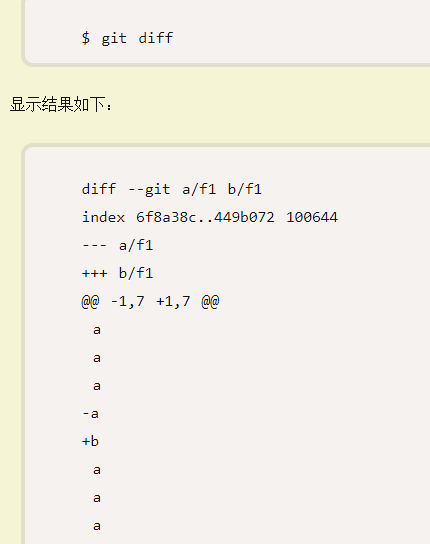 $ git diff
显示结果如下：
diff --git a/f1 b/f1
index 6f8a38c..449b072 100644
--- a/f1
+++ b/f1
@@ -1,7 +1,7 @@
 a
 a
 a
-a
+b
 a
 a
 a